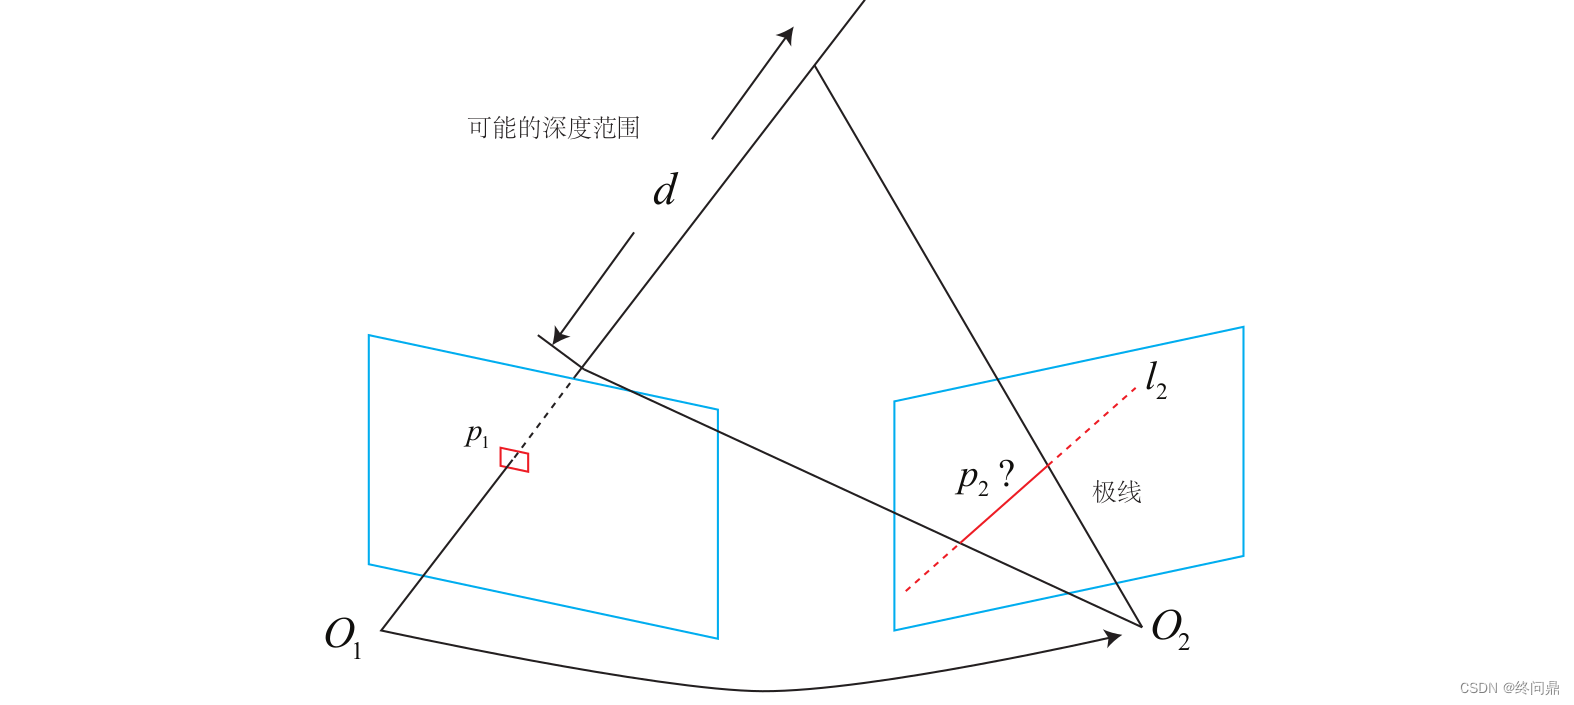 可能的深度范围
d
p₁
l₂
p₂ ?
极线
O₁
O₂
CSDN @终问鼎